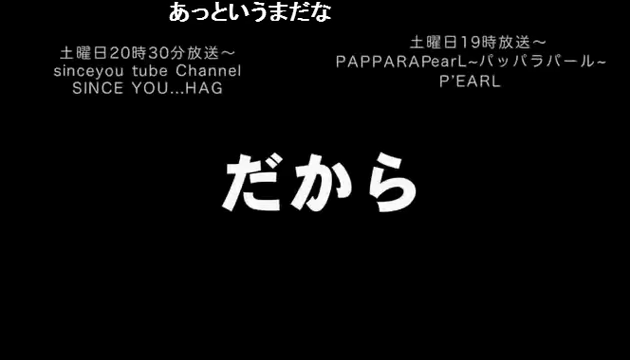 あっというまだな
土曜日20時30分放送～
sinceyou tube Channel
SINCE YOU...HAG
土曜日19時放送～
PAPPARAPearL~パッパラパール~
P'EARL
だから